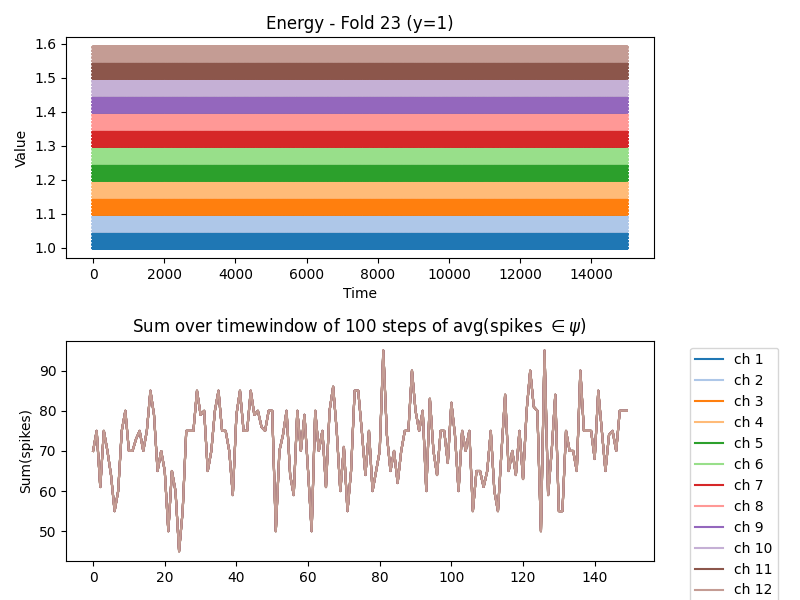 Energy - Fold 23 (y=1)
1.6
1.5
1.4
1.3
1.2
1.1
1.0
Value
0 2000 4000 6000 8000 10000 12000 14000
Time
Sum over timewindow of 100 steps of avg(spikes ∈ψ)
90
80
70
60
50
Sum(spikes)
0 20 40 60 80 100 120 140
ch 1
ch 2
ch 3
ch 4
ch 5
ch 6
ch 7
ch 8
ch 9
ch 10
ch 11
ch 12